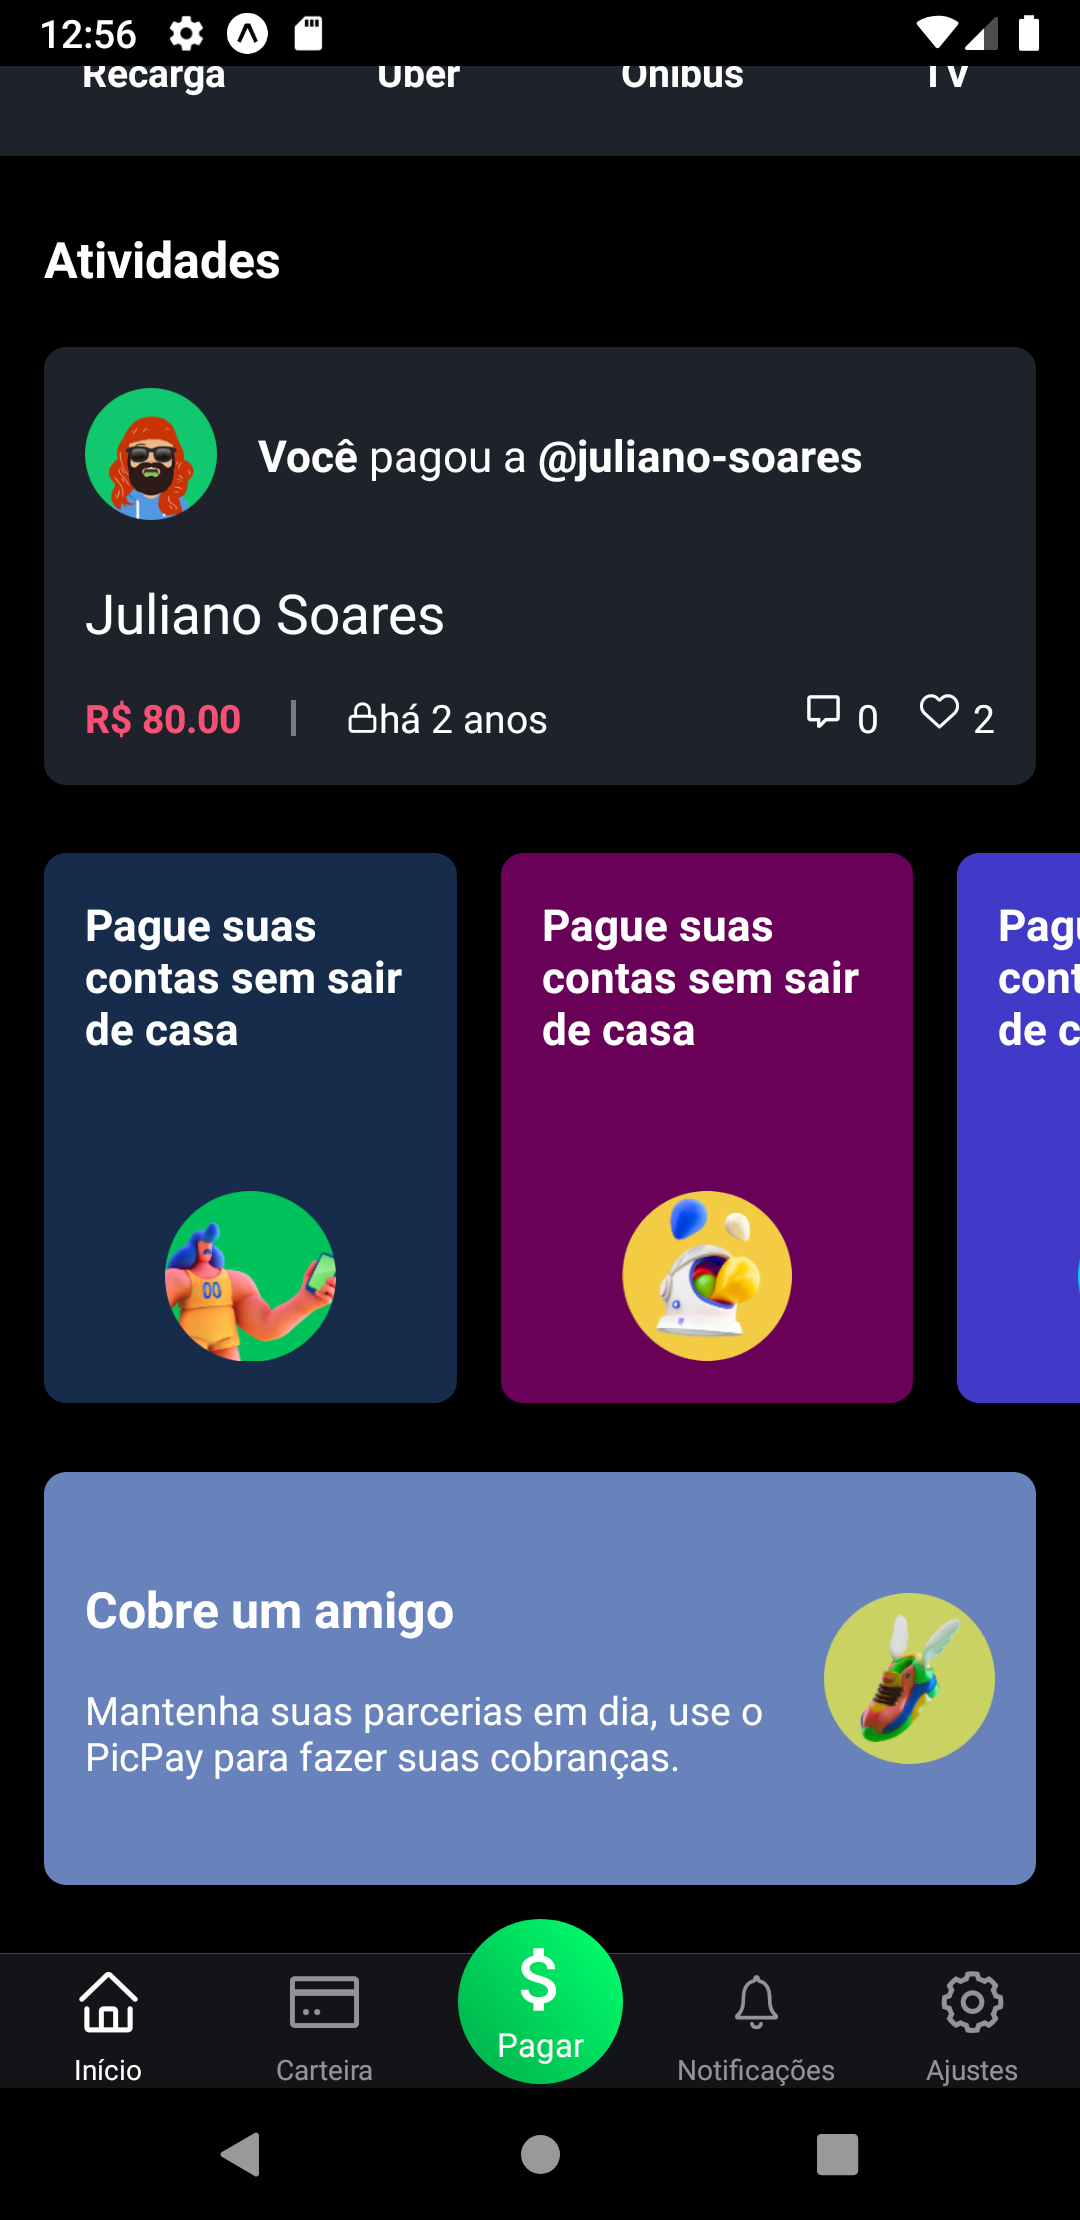 12:56
Recarga Uber Ônibus TV
Atividades
Você pagou a @juliano-soares
Juliano Soares
R$ 80.00 há 2 anos 0 2
Pague suas
contas sem sair
de casa
00
Pague suas
contas sem sair
de casa
Pagu
cont
de c
Cobre um amigo
Mantenha suas parcerias em dia, use o
PicPay para fazer suas cobranças.
$
Início Carteira Pagar Notificações Ajustes